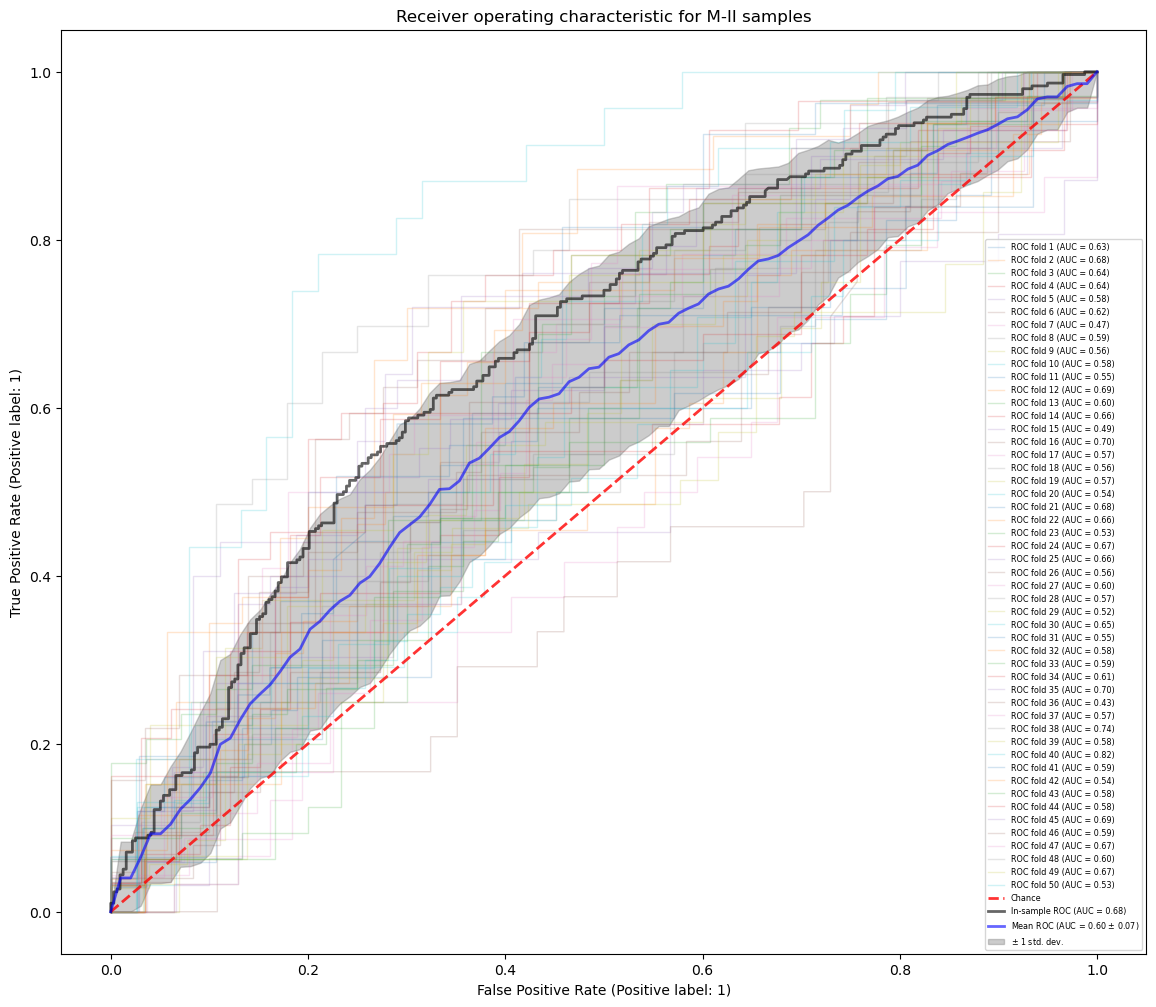 Receiver operating characteristic for M-II samples
True Positive Rate (Positive label: 1)
1.0
0.8
0.6
0.4
0.2
0.0
ROC fold 1 (AUC = 0.63)
ROC fold 2 (AUC = 0.68)
ROC fold 3 (AUC = 0.64)
ROC fold 4 (AUC = 0.64)
ROC fold 5 (AUC = 0.58)
ROC fold 6 (AUC = 0.62)
ROC fold 7 (AUC = 0.47)
ROC fold 8 (AUC = 0.59)
ROC fold 9 (AUC = 0.56)
ROC fold 10 (AUC = 0.58)
ROC fold 11 (AUC = 0.55)
ROC fold 12 (AUC = 0.69)
ROC fold 13 (AUC = 0.60)
ROC fold 14 (AUC = 0.66)
ROC fold 15 (AUC = 0.49)
ROC fold 16 (AUC = 0.70)
ROC fold 17 (AUC = 0.57)
ROC fold 18 (AUC = 0.56)
ROC fold 19 (AUC = 0.57)
ROC fold 20 (AUC = 0.54)
ROC fold 21 (AUC = 0.68)
ROC fold 22 (AUC = 0.66)
ROC fold 23 (AUC = 0.53)
ROC fold 24 (AUC = 0.67)
ROC fold 25 (AUC = 0.66)
ROC fold 26 (AUC = 0.56)
ROC fold 27 (AUC = 0.60)
ROC fold 28 (AUC = 0.57)
ROC fold 29 (AUC = 0.52)
ROC fold 30 (AUC = 0.65)
ROC fold 31 (AUC = 0.55)
ROC fold 32 (AUC = 0.58)
ROC fold 33 (AUC = 0.59)
ROC fold 34 (AUC = 0.61)
ROC fold 35 (AUC = 0.70)
ROC fold 36 (AUC = 0.43)
ROC fold 37 (AUC = 0.57)
ROC fold 38 (AUC = 0.74)
ROC fold 39 (AUC = 0.58)
ROC fold 40 (AUC = 0.82)
ROC fold 41 (AUC = 0.59)
ROC fold 42 (AUC = 0.54)
ROC fold 43 (AUC = 0.58)
ROC fold 44 (AUC = 0.58)
ROC fold 45 (AUC = 0.69)
ROC fold 46 (AUC = 0.59)
ROC fold 47 (AUC = 0.67)
ROC fold 48 (AUC = 0.60)
ROC fold 49 (AUC = 0.67)
ROC fold 50 (AUC = 0.53)
Chance
In-sample ROC (AUC = 0.68)
Mean ROC (AUC = 0.60 ± 0.07)
± 1 std. dev.
0.0 0.2 0.4 0.6 0.8 1.0
False Positive Rate (Positive label: 1)